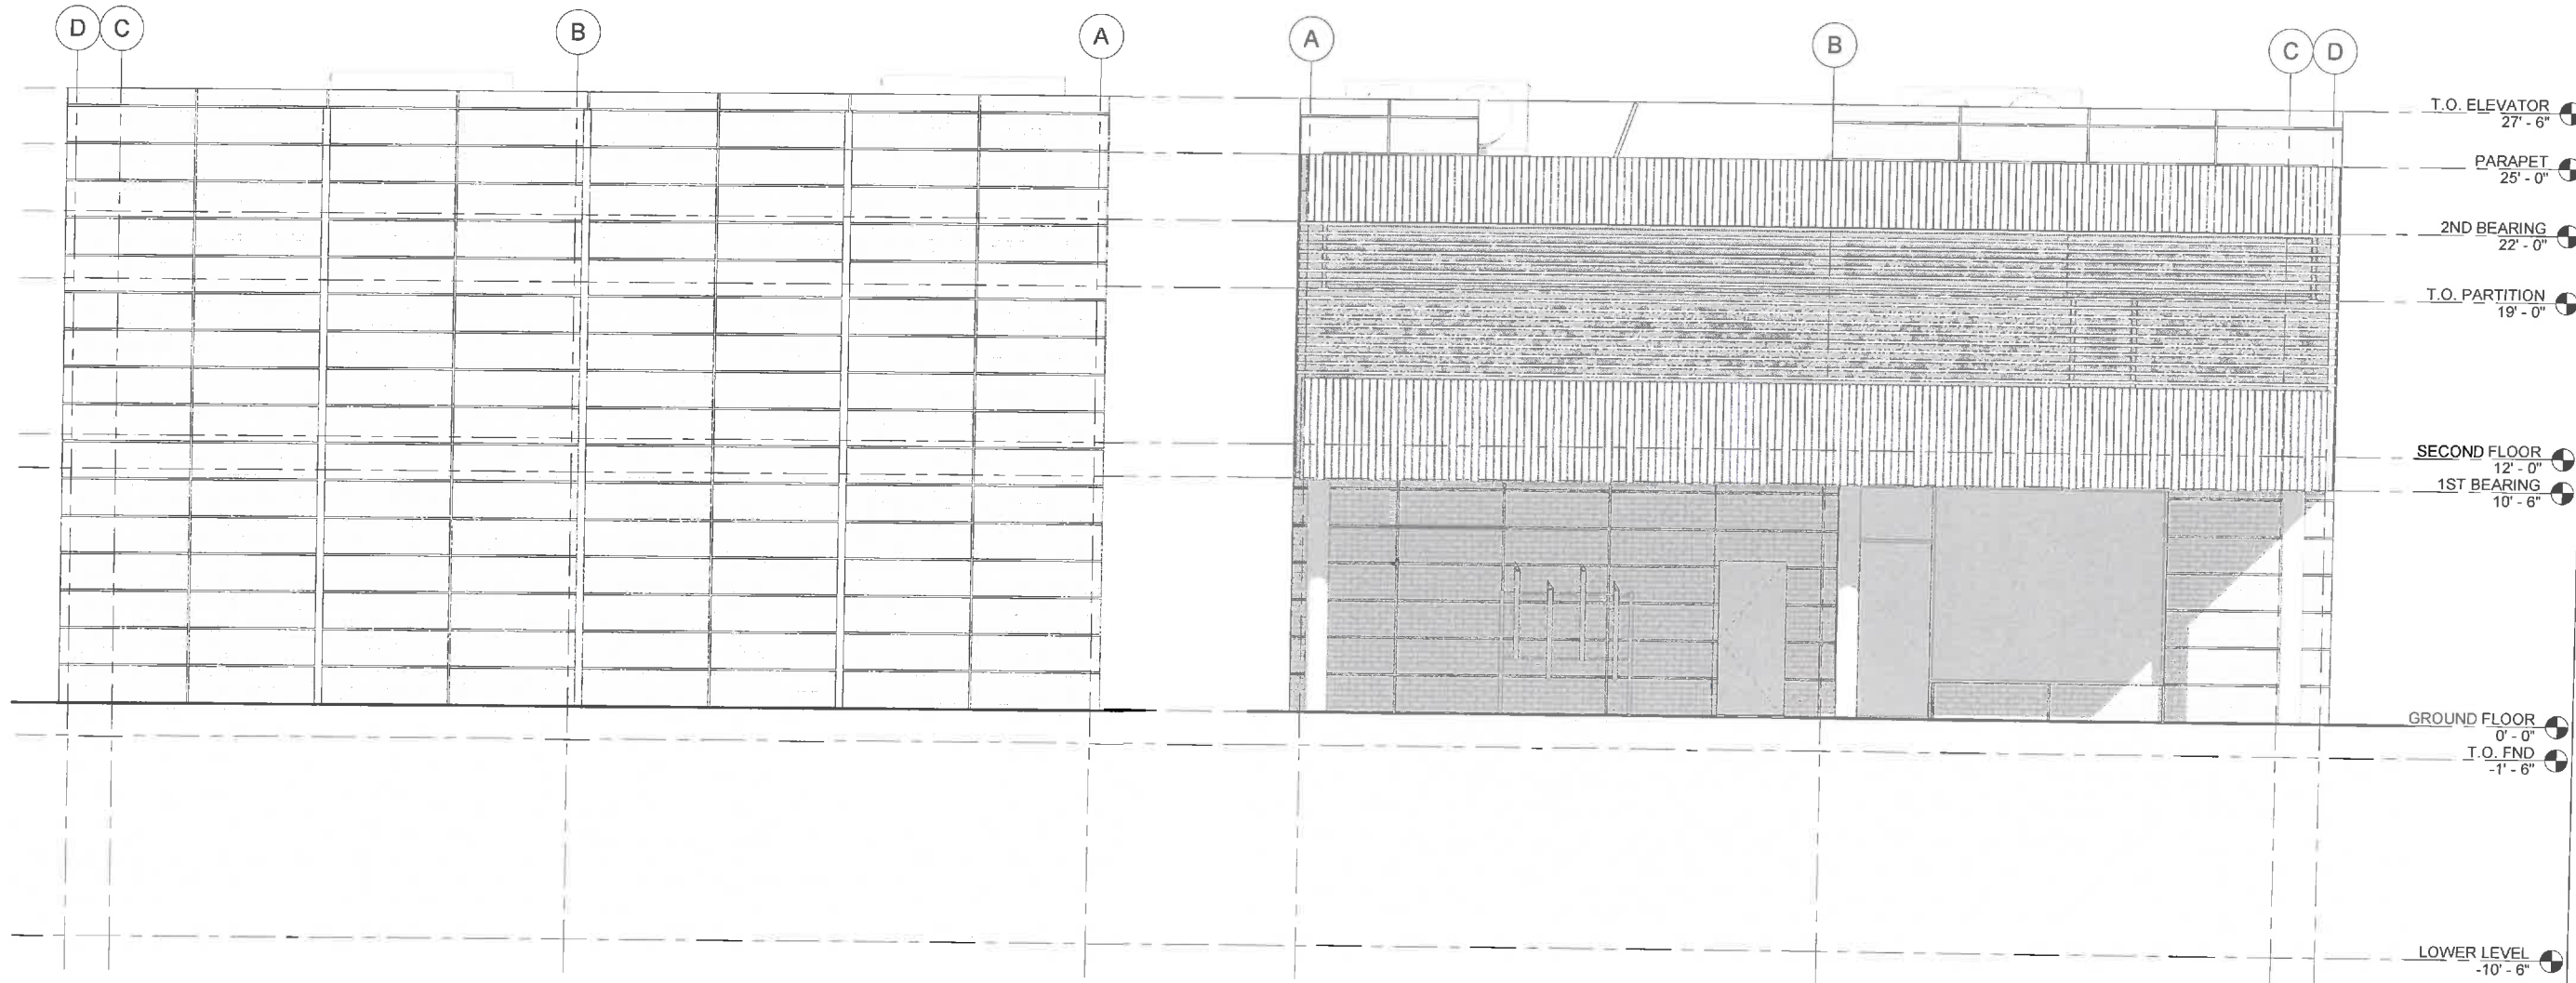 D C B A A B C D
T.O. ELEVATOR
27' - 6"
PARAPET
25' - 0"
2ND BEARING
22' - 0"
T.O. PARTITION
19' - 0"
SECOND FLOOR
12' - 0"
1ST BEARING
10' - 6"
GROUND FLOOR
0' - 0"
T.O. FND
-1' - 6"
LOWER LEVEL
-10' - 6"